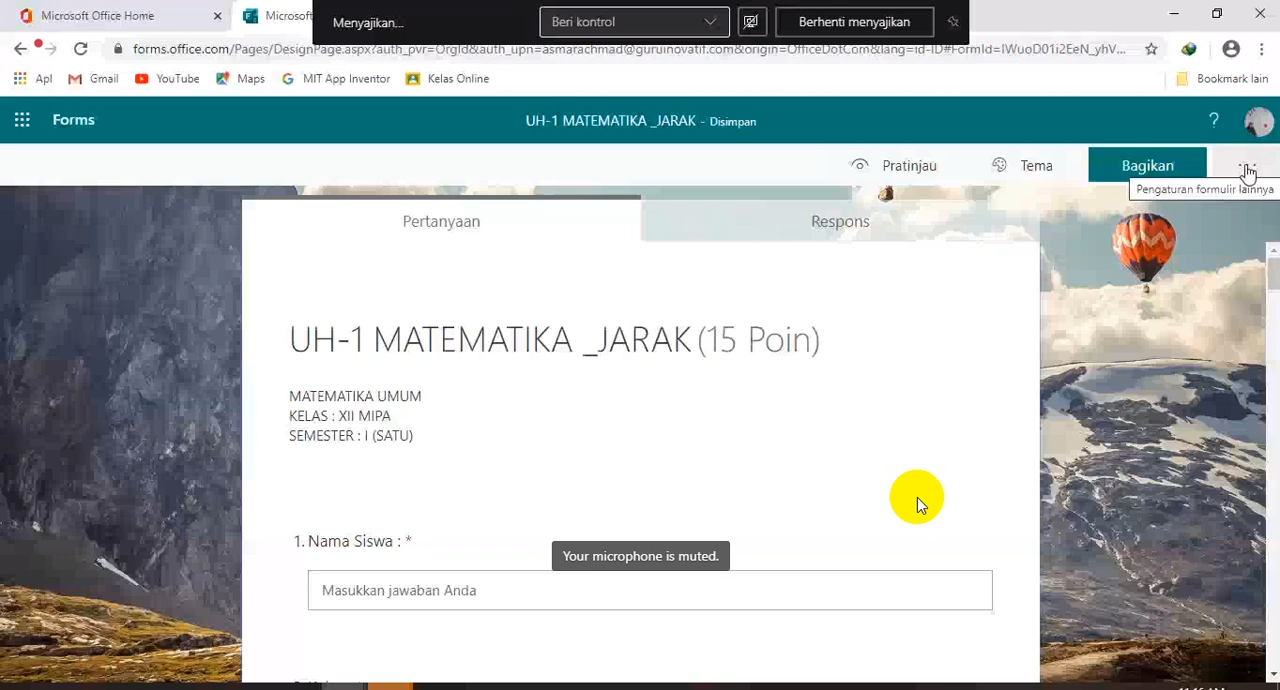 Microsoft Office Home
Microsof
Menyajikan...
Beri kontrol
Berhenti menyajikan
forms.office.com/Pages/DesignPage.aspx?auth_pvr=OrgId&auth_upn=asmarachmad@guruinovatif.com&origin=OfficeDotCom&lang=id-ID#FormId=IWuoD01i2EeN_yhV...
Apl
Gmail
YouTube
Maps
MIT App Inventor
Kelas Online
Bookmark lain
Forms
UH-1 MATEMATIKA _JARAK - Disimpan
?
Pratinjau
Tema
Bagikan
Pengaturan formulir lainnya
Pertanyaan
Respons
UH-1 MATEMATIKA _JARAK (15 Poin)
MATEMATIKA UMUM
KELAS : XII MIPA
SEMESTER : I (SATU)
1. Nama Siswa : *
Your microphone is muted.
Masukkan jawaban Anda